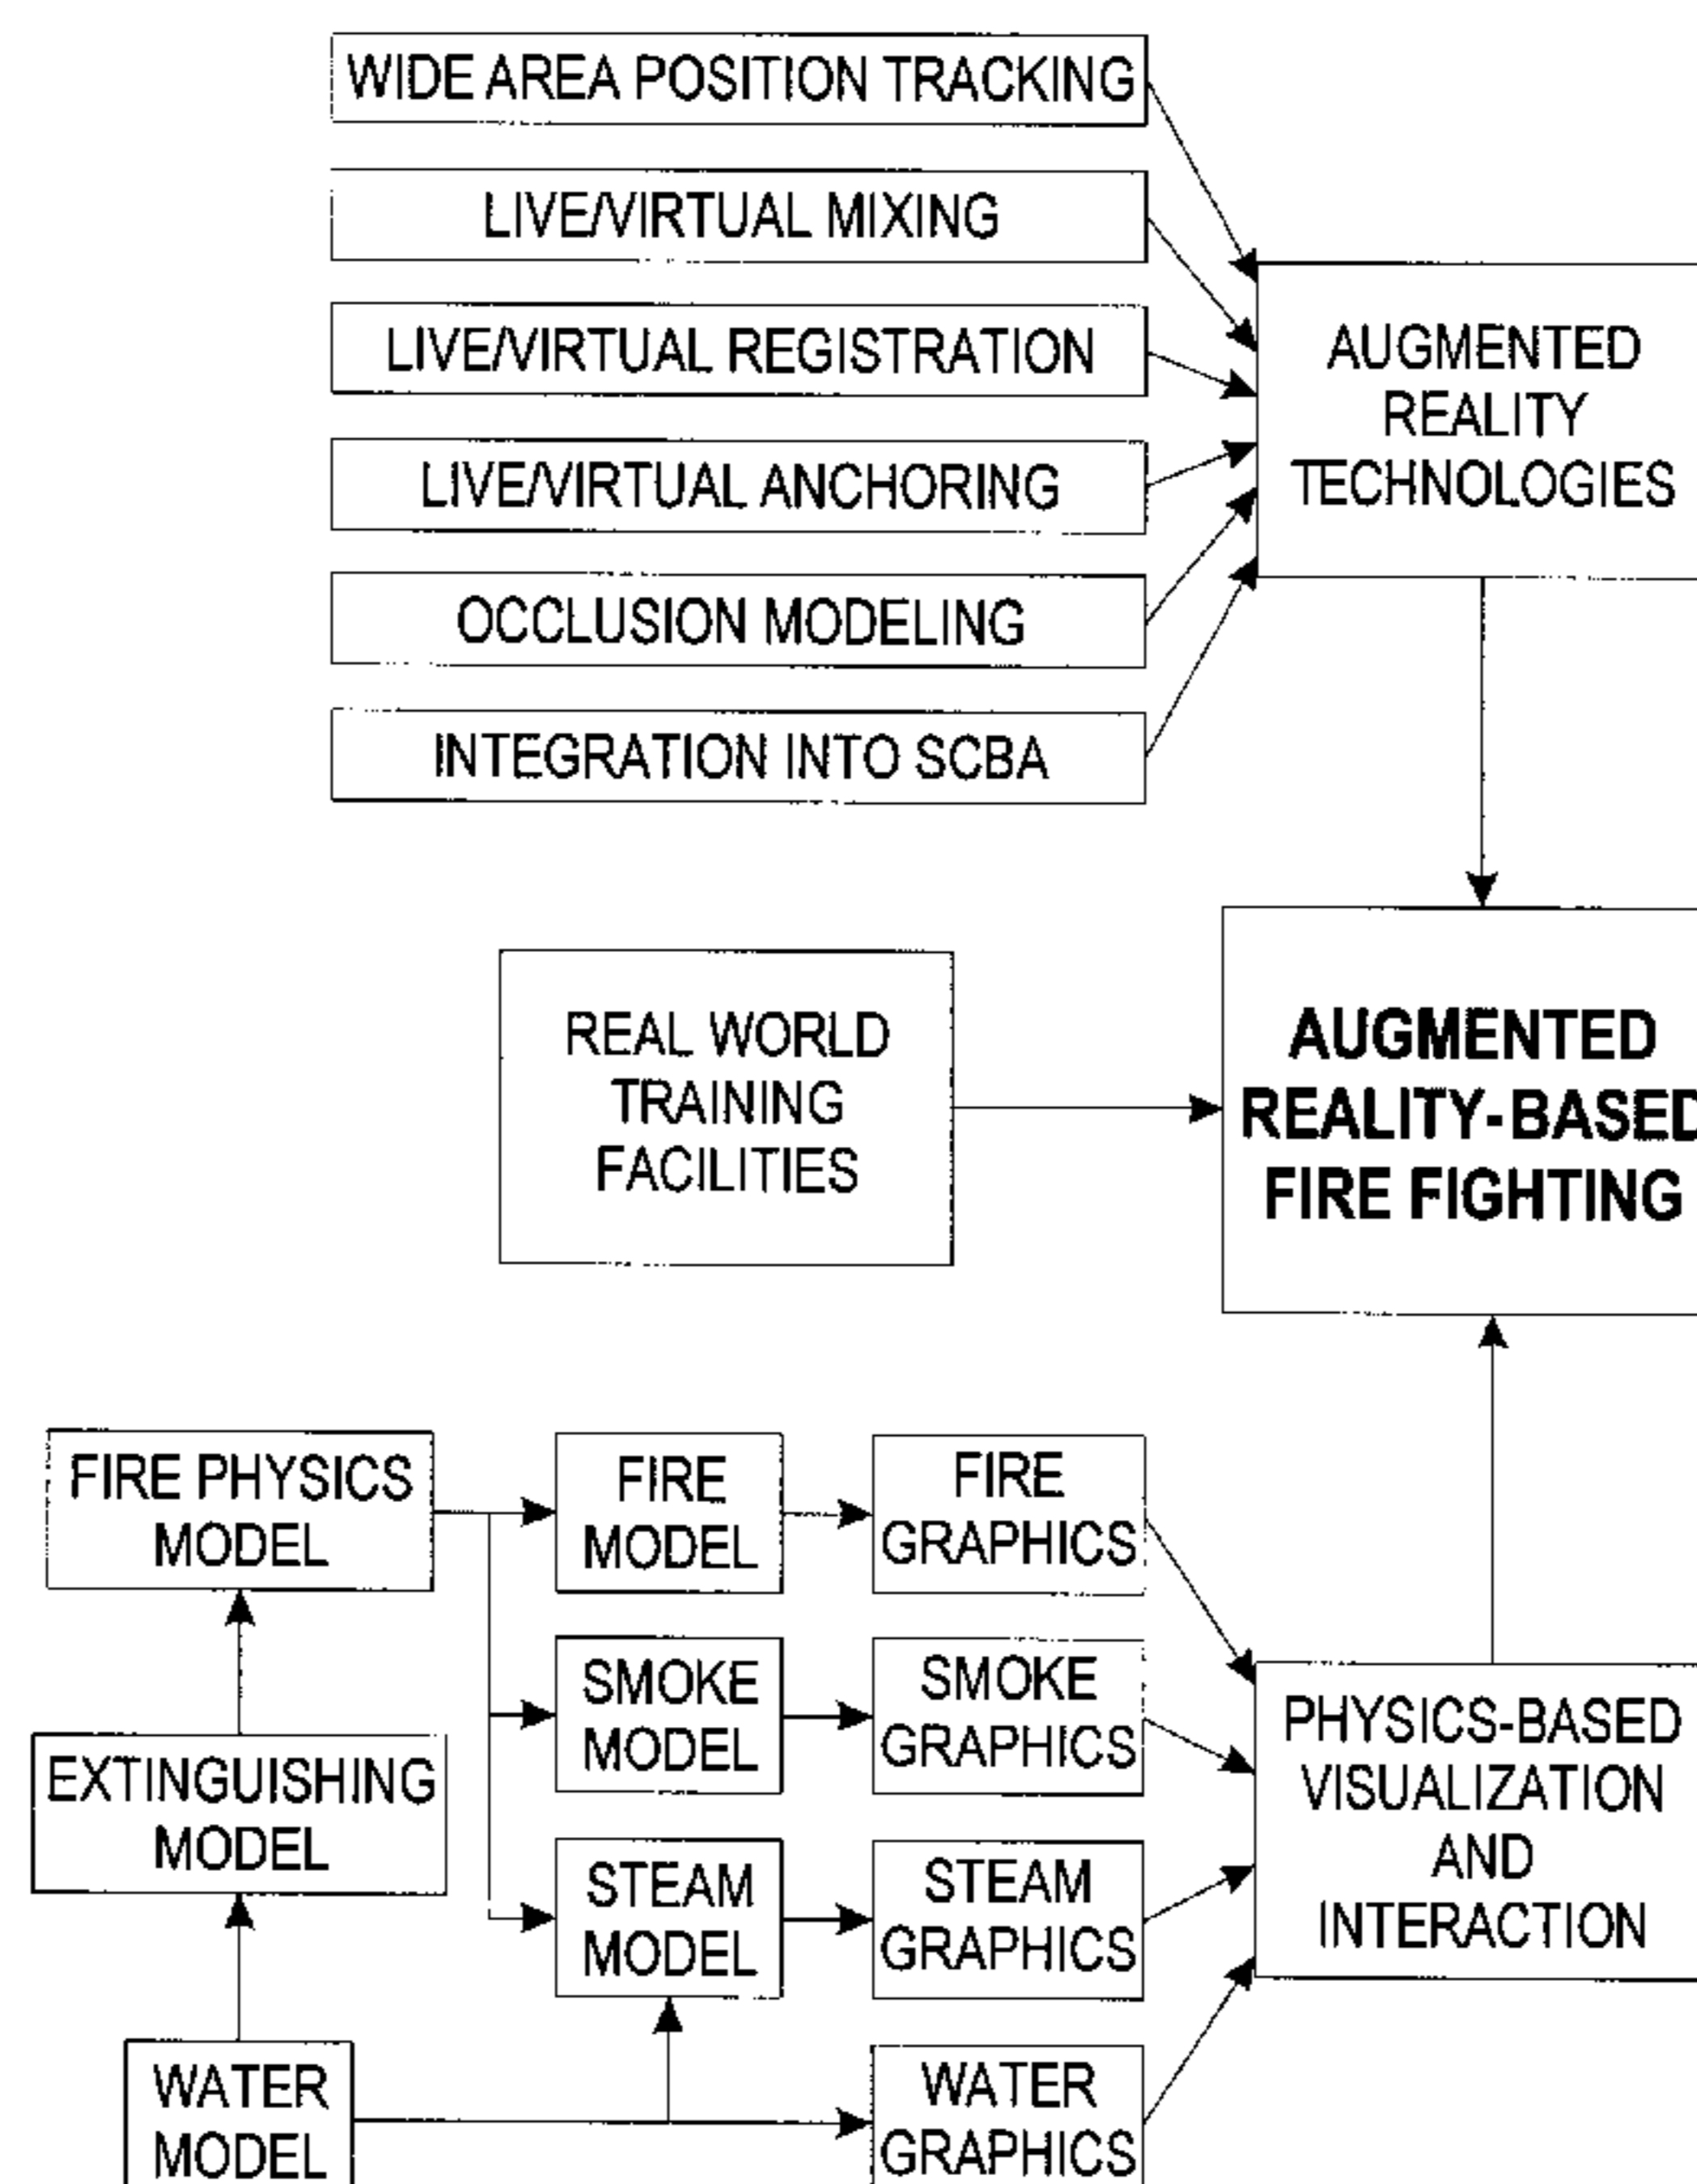 WIDE AREA POSITION TRACKING
LIVE/VIRTUAL MIXING
LIVE/VIRTUAL REGISTRATION
LIVE/VIRTUAL ANCHORING
OCCLUSION MODELING
INTEGRATION INTO SCBA
AUGMENTED
REALITY
TECHNOLOGIES
REAL WORLD
TRAINING
FACILITIES
AUGMENTED
REALITY-BASED
FIRE FIGHTING
FIRE PHYSICS
MODEL
FIRE
MODEL
FIRE
GRAPHICS
SMOKE
MODEL
SMOKE
GRAPHICS
EXTINGUISHING
MODEL
STEAM
MODEL
STEAM
GRAPHICS
PHYSICS-BASED
VISUALIZATION
AND
INTERACTION
WATER
MODEL
WATER
GRAPHICS